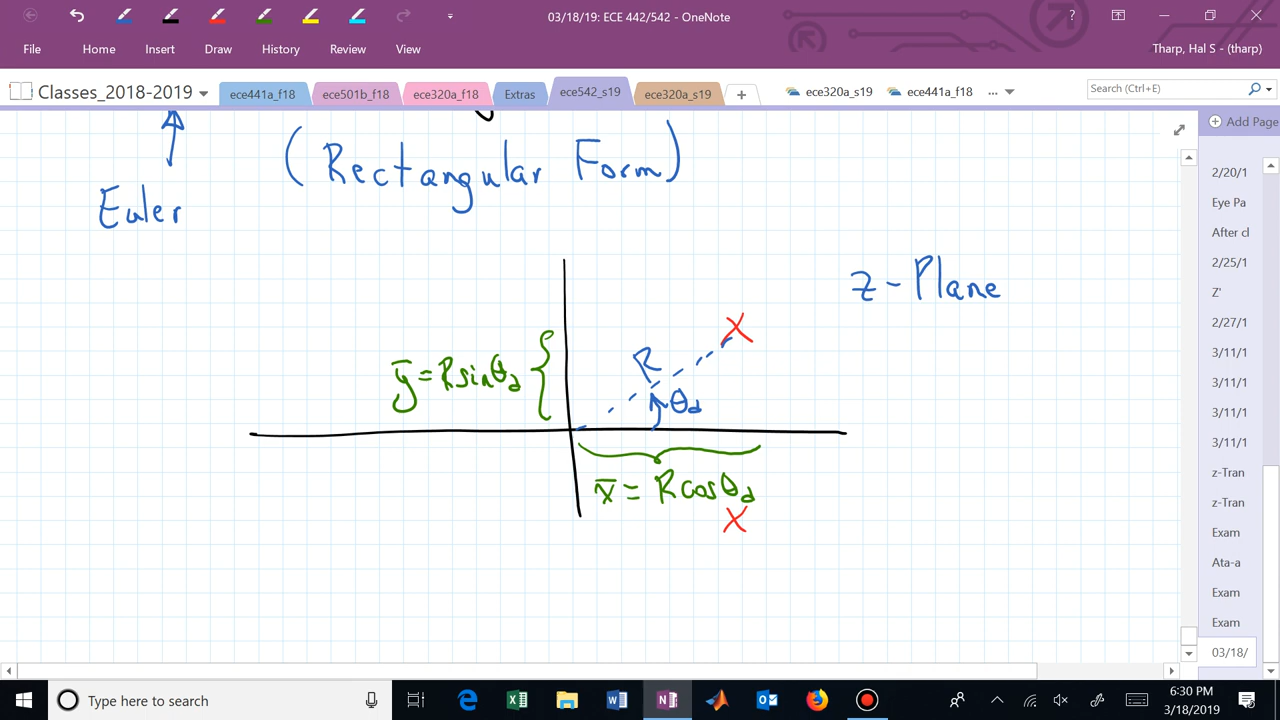 03/18/19: ECE 442/542 - OneNote
?
File Home Insert Draw History Review View
Tharp, Hal S - (tharp)
Classes_2018-2019 ece441a_f18 ece501b_f18 ece320a_f18 Extras ece542_s19 ece320a_s19 + ece320a_s19 ece441a_f18 ...
Search (Ctrl+E)
Add Page
(Rectangular Form)
Euler
z-Plane
X
R
ȳ = R sin θd {
θd
x̄ = R cos θd
X
2/20/1
Eye Pa
After cl
2/25/1
Z'
2/27/1
3/11/1
3/11/1
3/11/1
3/11/1
z-Tran
z-Tran
Exam
Ata-a
Exam
Exam
03/18/
Type here to search
6:30 PM
3/18/2019